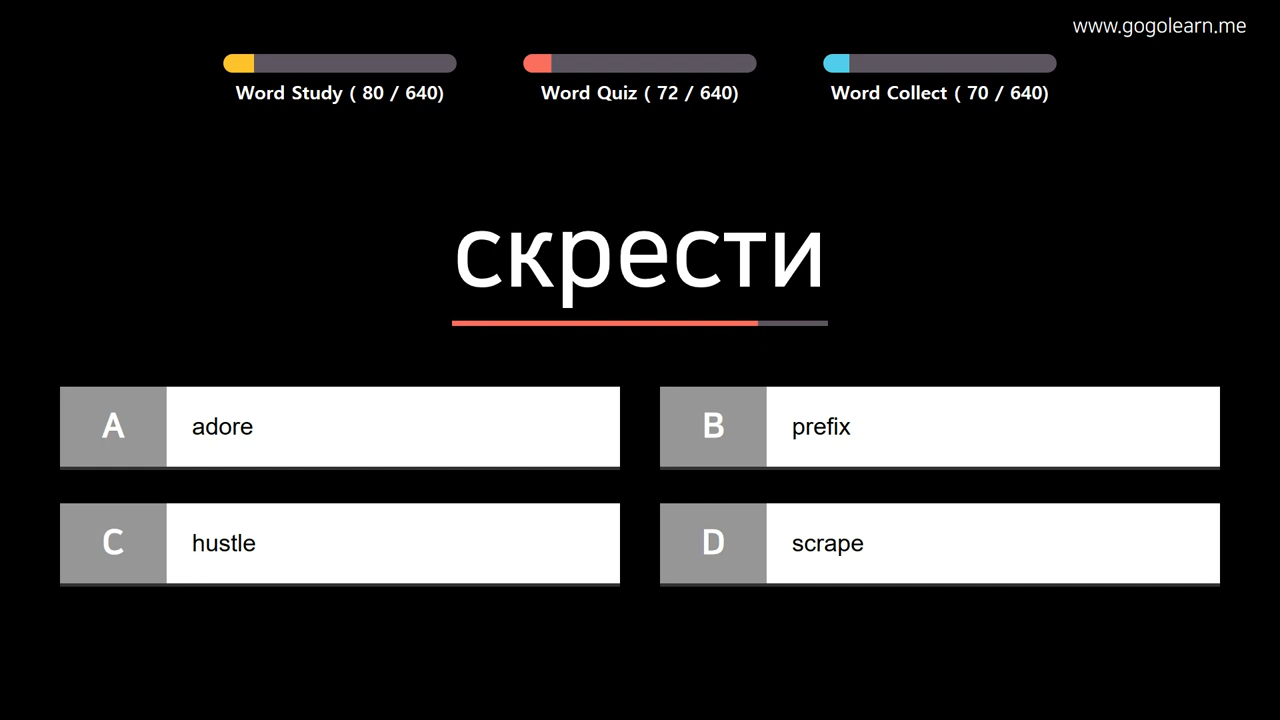 www.gogolearn.me
Word Study ( 80 / 640)
Word Quiz ( 72 / 640)
Word Collect ( 70 / 640)
скрести
A
adore
B
prefix
C
hustle
D
scrape